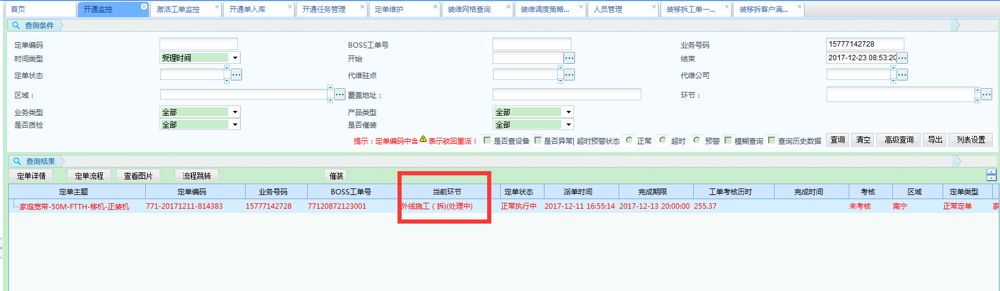 首页 开通监控 激活工单监控 开通单入库 开通任务管理 定单维护 装维网格查询 装维调度策略... 人员管理 装移拆工单一... 装移拆客户满...
查询条件
定单编码 BOSS工单号 业务号码 15777142728
时间类型 受理时间 开始 结束 2017-12-23 08:53:20
定单状态 代维驻点 代维公司
区域： 覆盖地址： 环节：
业务类型 全部 产品类型 全部
是否质检 全部 是否催装 全部
提示：定单编码中含 表示驳回重派！ 是否查设备 是否异常| 超时预警状态 正常 超时 预警 模糊查询 查询历史数据 查询 清空 高级查询 导出 列表设置
查询结果
定单详情 定单流程 查看图片 流程跳转 催装
定单主题 定单编码 业务号码 BOSS工单号 当前环节 定单状态 派单时间 完成期限 工单考核历时 完成时间 考核 区域 定单类型
家庭宽带-50M-FTTH-移机-正装机 771-20171211-814383 15777142728 77120872123001 外线施工（拆)(处理中) 正常执行中 2017-12-11 16:55:14 2017-12-13 20:00:00 255.37 未考核 南宁 正常定单 家